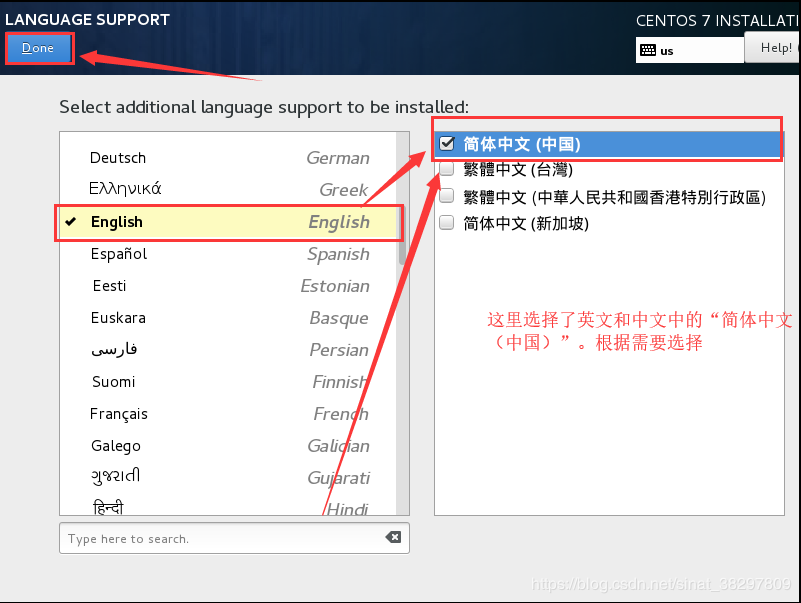 LANGUAGE SUPPORT
CENTOS 7 INSTALLATI
Done
us
Help!
Select additional language support to be installed:
Deutsch German
Ελληνικά Greek
English English
Español Spanish
Eesti Estonian
Euskara Basque
فارسی Persian
Suomi Finnish
Français French
Galego Galician
ગુજરાતી Gujarati
हिन्दी Hindi
Type here to search.
简体中文 (中国)
繁體中文 (台灣)
繁體中文 (中華人民共和國香港特別行政區)
简体中文 (新加坡)
这里选择了英文和中文中的“简体中文
（中国）”。根据需要选择
https://blog.csdn.net/sinat_38297809